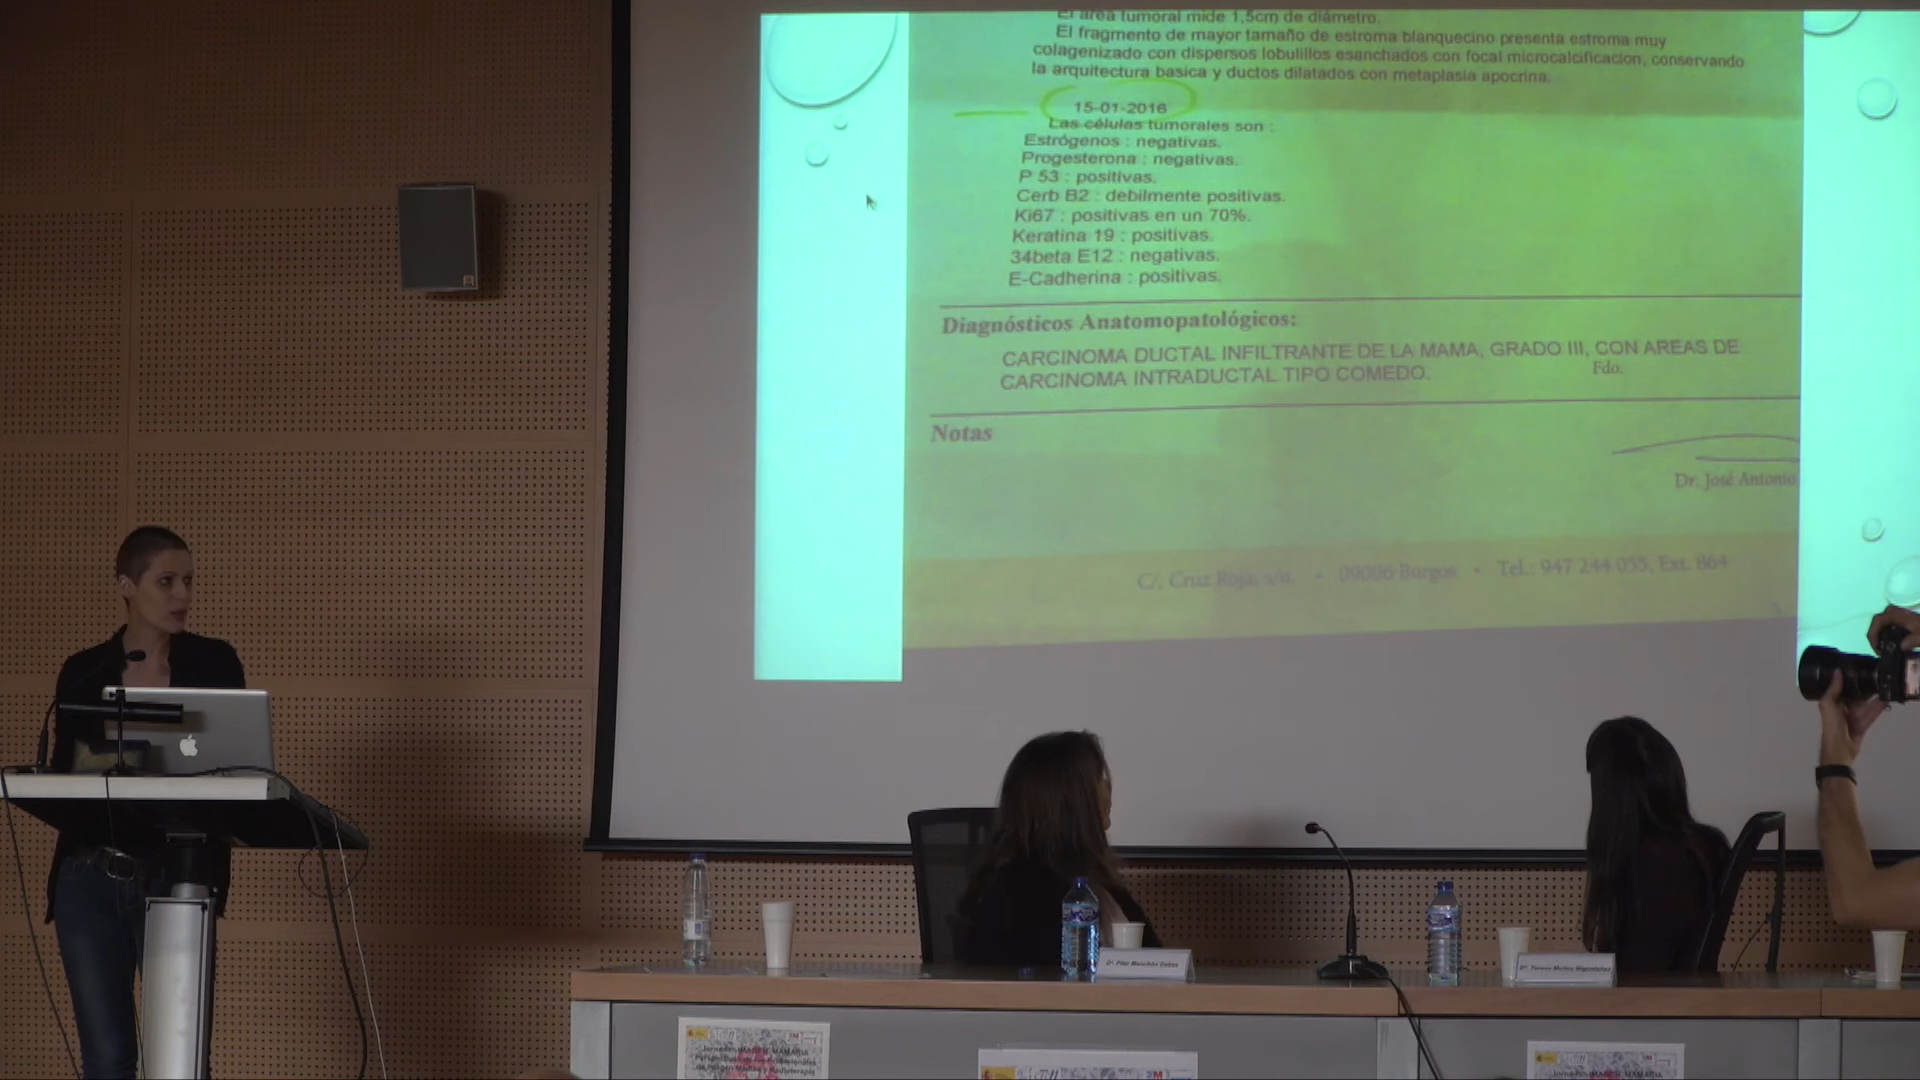 El área tumoral mide 1,5cm de diámetro.
El fragmento de mayor tamaño de estroma blanquecino presenta estroma muy
colagenizado con dispersos lobulillos esanchados con focal microcalcificacion, conservando
la arquitectura basica y ductos dilatados con metaplasia apocrina.
15-01-2016
Las células tumorales son :
Estrógenos : negativas.
Progesterona : negativas.
P 53 : positivas.
Cerb B2 : debilmente positivas.
Ki67 : positivas en un 70%.
Keratina 19 : positivas.
34beta E12 : negativas.
E-Cadherina : positivas.
Diagnósticos Anatomopatológicos:
CARCINOMA DUCTAL INFILTRANTE DE LA MAMA, GRADO III, CON AREAS DE
CARCINOMA INTRADUCTAL TIPO COMEDO.
Fdo.
Notas
Dr. José Antonio
C/. Cruz Roja, s/n. • 09006 Burgos • Tel.: 947 244 055, Ext. 864
Jornadas IMAGEN MAMARIA